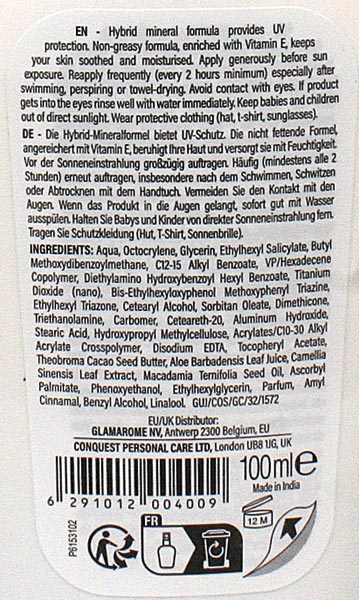 EN - Hybrid mineral formula provides UV
protection. Non-greasy formula, enriched with Vitamin E, keeps
your skin soothed and moisturised. Apply generously before sun
exposure. Reapply frequently (every 2 hours minimum) especially after
swimming, perspiring or towel-drying. Avoid contact with eyes. If product
gets into the eyes rinse well with water immediately. Keep babies and children
out of direct sunlight. Wear protective clothing (hat, t-shirt, sunglasses).
DE - Die Hybrid-Mineralformel bietet UV-Schutz. Die nicht fettende Formel,
angereichert mit Vitamin E, beruhigt Ihre Haut und versorgt sie mit Feuchtigkeit.
Vor der Sonneneinstrahlung großzügig auftragen. Häufig (mindestens alle 2
Stunden) erneut auftragen, insbesondere nach dem Schwimmen, Schwitzen
oder Abtrocknen mit dem Handtuch. Vermeiden Sie den Kontakt mit den
Augen. Wenn das Produkt in die Augen gelangt, sofort gut mit Wasser
ausspülen. Halten Sie Babys und Kinder von direkter Sonneneinstrahlung fern.
Tragen Sie Schutzkleidung (Hut, T-Shirt, Sonnenbrille).
INGREDIENTS: Aqua, Octocrylene, Glycerin, Ethylhexyl Salicylate, Butyl
Methoxydibenzoylmethane, C12-15 Alkyl Benzoate, VP/Hexadecene
Copolymer, Diethylamino Hydroxybenzoyl Hexyl Benzoate, Titanium
Dioxide (nano), Bis-Ethylhexyloxyphenol Methoxyphenyl Triazine,
Ethylhexyl Triazone, Cetearyl Alcohol, Sorbitan Oleate, Dimethicone,
Triethanolamine, Carbomer, Ceteareth-20, Aluminum Hydroxide,
Stearic Acid, Hydroxypropyl Methylcellulose, Acrylates/C10-30 Alkyl
Acrylate Crosspolymer, Disodium EDTA, Tocopheryl Acetate,
Theobroma Cacao Seed Butter, Aloe Barbadensis Leaf Juice, Camellia
Sinensis Leaf Extract, Macadamia Ternifolia Seed Oil, Ascorbyl
Palmitate, Phenoxyethanol, Ethylhexylglycerin, Parfum, Amyl
Cinnamal, Benzyl Alcohol, Linalool. GUJ/COS/GC/32/1572
EU/UK Distributor:
GLAMAROME NV, Antwerp 2300 Belgium, EU
CONQUEST PERSONAL CARE LTD, London UB8 1G, UK
100ml e
Made in India
6 291012 004009
12 M
FR
P6153102